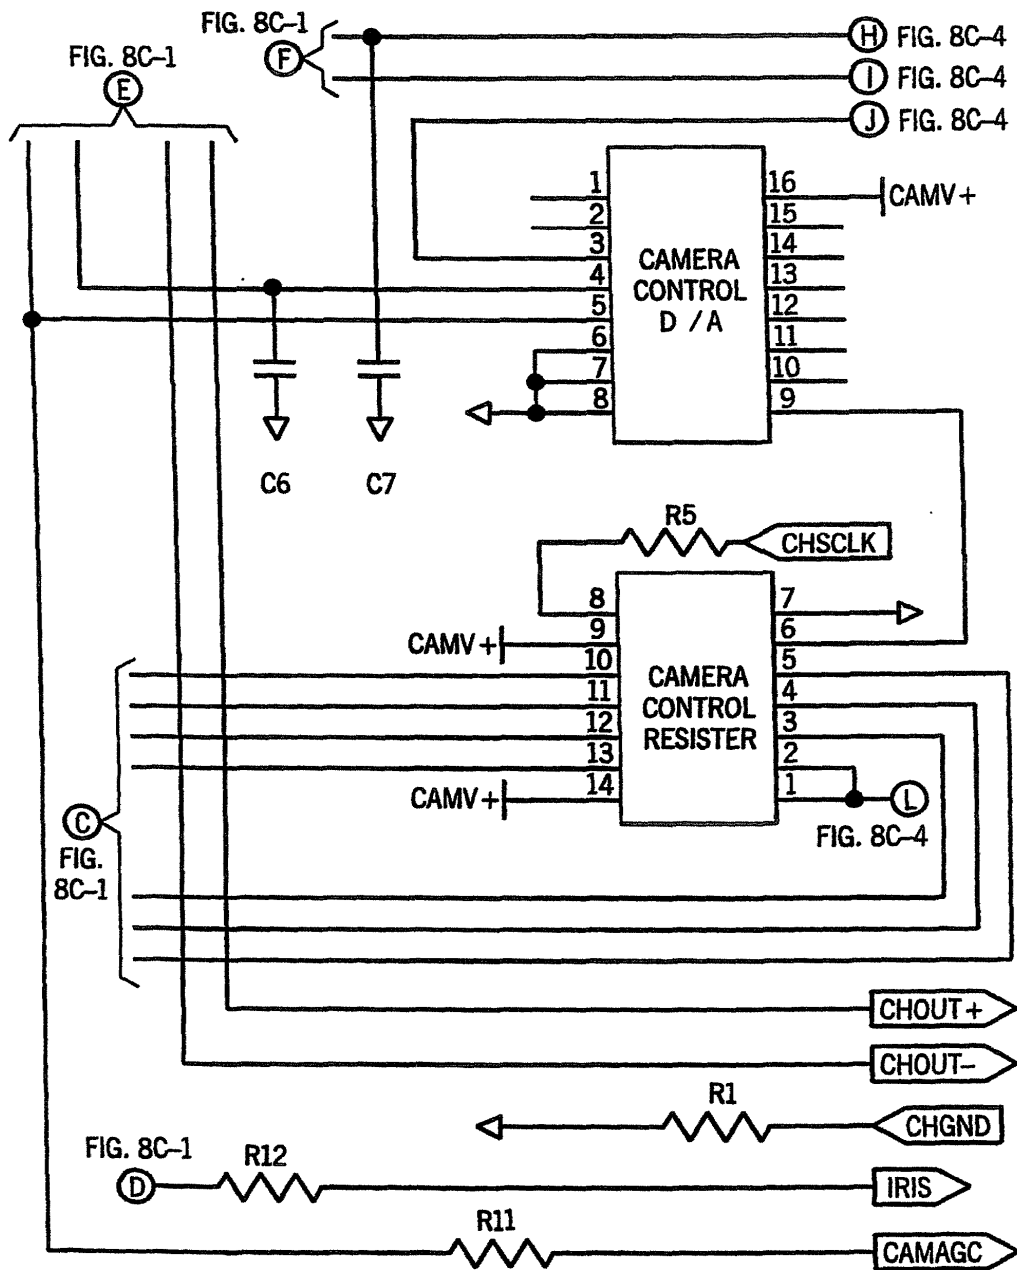 FIG. 8C-1
F
H FIG. 8C-4
FIG. 8C-1
E
I FIG. 8C-4
J FIG. 8C-4
1
2
3
4
5
6
7
8
CAMERA
CONTROL
D / A
16
15
14
13
12
11
10
9
CAMV+
C6
C7
R5
CHSCLK
8
9
10
11
12
13
14
CAMV+
CAMV+
CAMERA
CONTROL
RESISTER
7
6
5
4
3
2
1
L
FIG. 8C-4
C
FIG.
8C-1
CHOUT+
CHOUT-
R1
CHGND
FIG. 8C-1
D
R12
IRIS
R11
CAMAGC